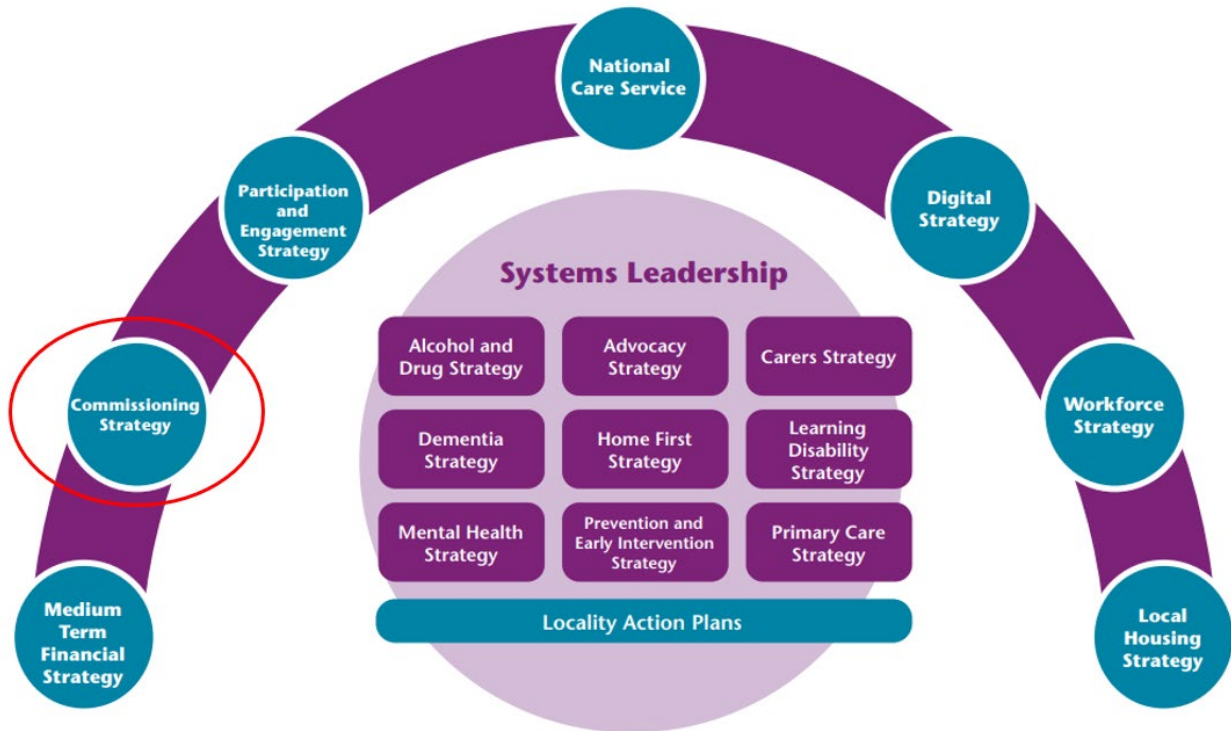 National
Care Service
Participation
and
Engagement
Strategy
Digital
Strategy
Commissioning
Strategy
Workforce
Strategy
Medium
Term
Financial
Strategy
Local
Housing
Strategy
Systems Leadership
Alcohol and
Drug Strategy
Advocacy
Strategy
Carers Strategy
Dementia
Strategy
Home First
Strategy
Learning
Disability
Strategy
Mental Health
Strategy
Prevention and
Early Intervention
Strategy
Primary Care
Strategy
Locality Action Plans